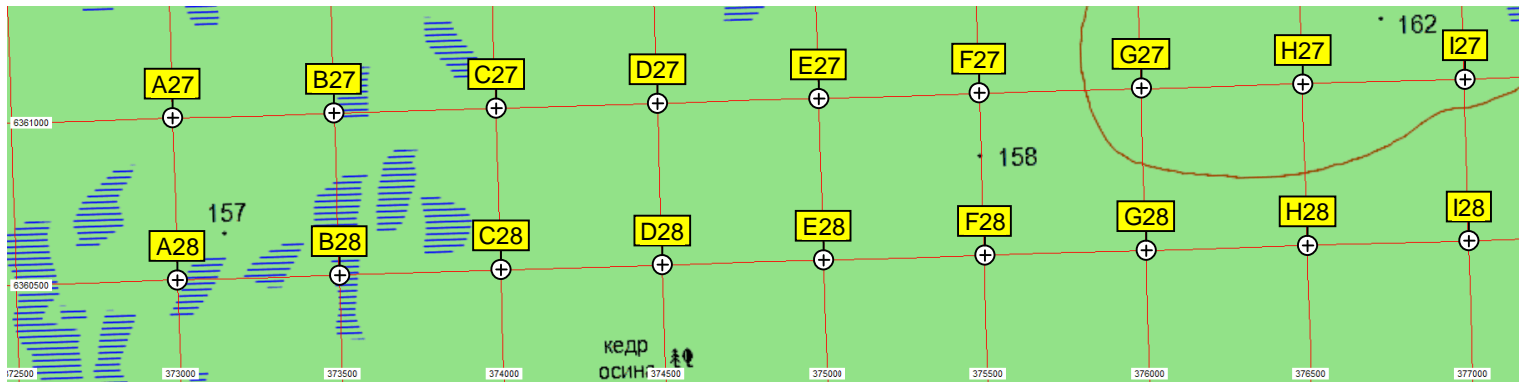 162
A27 B27 C27 D27 E27 F27 G27 H27 I27
6361000
158
157
A28 B28 C28 D28 E28 F28 G28 H28 I28
6360500
кедр
373000 373500 374000 374500 375000 375500 376000 376500 377000